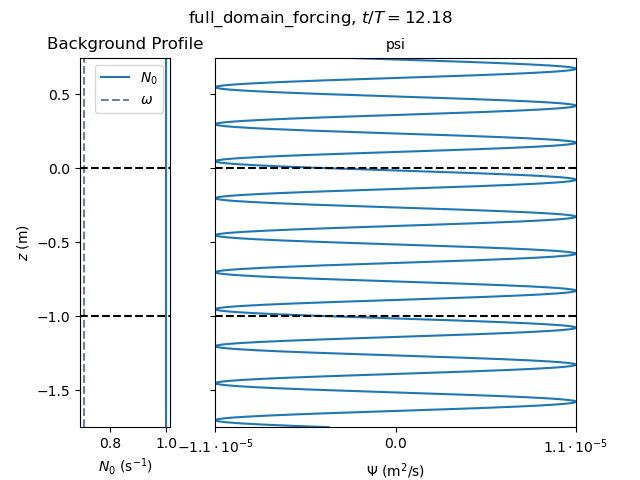 full_domain_forcing, t/T = 12.18
Background Profile
psi
N₀
ω
0.5
0.0
−0.5
−1.0
−1.5
z (m)
0.8
1.0
N₀ (s⁻¹)
−1.1 · 10⁻⁵
0.0
1.1 · 10⁻⁵
Ψ (m²/s)